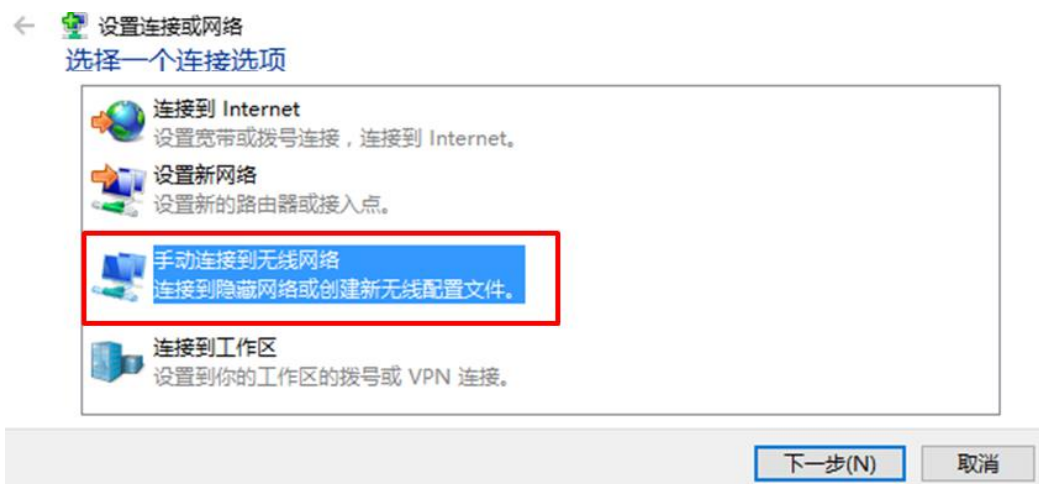 设置连接或网络
选择一个连接选项
连接到 Internet
设置宽带或拨号连接，连接到 Internet。
设置新网络
设置新的路由器或接入点。
手动连接到无线网络
连接到隐藏网络或创建新无线配置文件。
连接到工作区
设置到你的工作区的拨号或 VPN 连接。
下一步(N) 取消